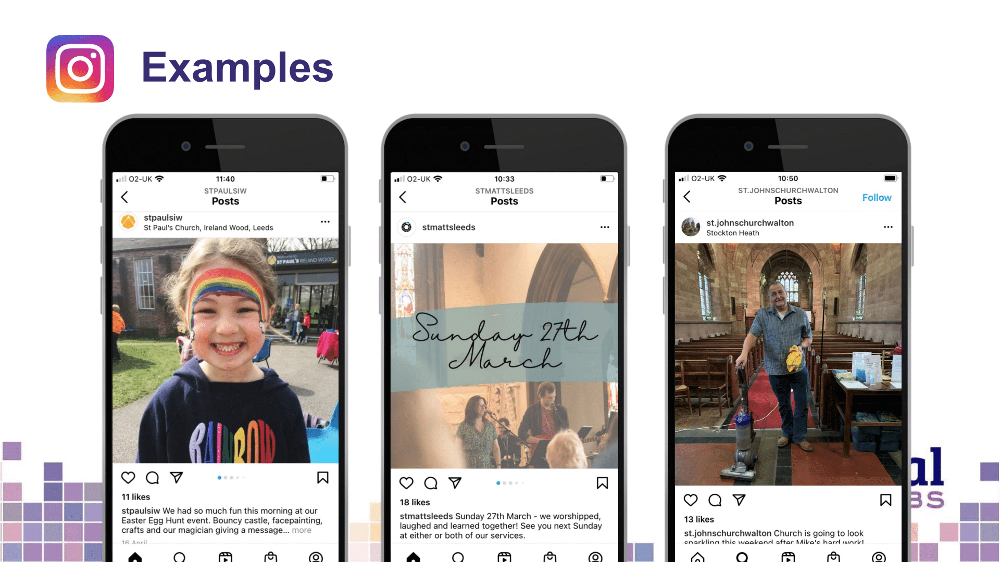 Examples
O2-UK 11:40
STPAULSIW
Posts
stpaulsiw
St Paul's Church, Ireland Wood, Leeds
Welcome to
ST PAUL'S IRELAND WOOD
RAINBOW
11 likes
stpaulsiw We had so much fun this morning at our
Easter Egg Hunt event. Bouncy castle, facepainting,
crafts and our magician giving a message... more
16 April
O2-UK 10:33
STMATTSLEEDS
Posts
stmattsleeds
Sunday 27th
March
18 likes
stmattsleeds Sunday 27th March - we worshipped,
laughed and learned together! See you next Sunday
at either or both of our services.
O2-UK 10:50
ST.JOHNSCHURCHWALTON
Posts
Follow
st.johnschurchwalton
Stockton Heath
13 likes
st.johnschurchwalton Church is going to look
sparkling this weekend after Mike's hard work!
al
BS